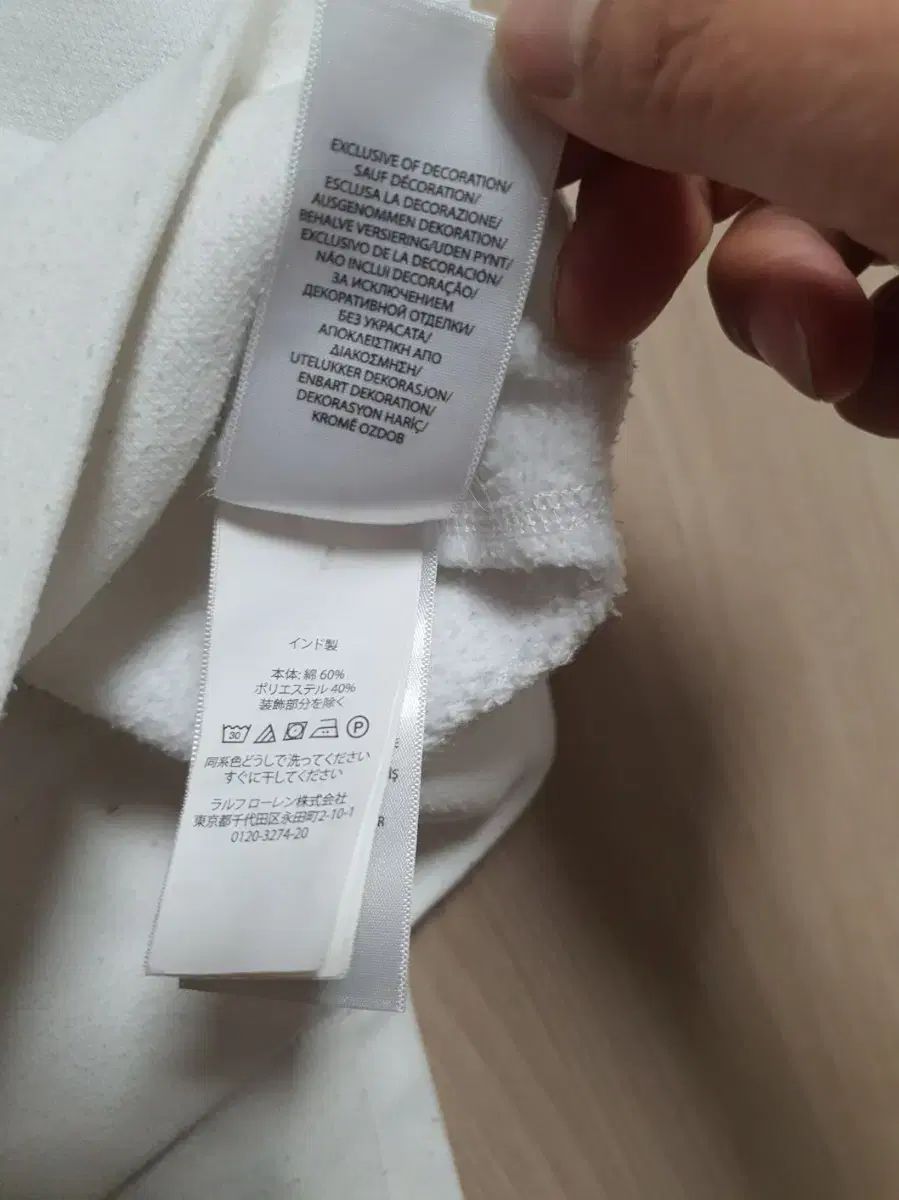 EXCLUSIVE OF DECORATION/
SAUF DÉCORATION/
ESCLUSA LA DECORAZIONE/
AUSGENOMMEN DEKORATION/
BEHALVE VERSIERING/UDEN PYNT/
EXCLUSIVO DE LA DECORACIÓN/
NÃO INCLUI DECORAÇÃO/
ЗА ИСКЛЮЧЕНИЕМ
ДЕКОРАТИВНОЙ ОТДЕЛКИ/
БЕЗ УКРАСАТА/
ΑΠΟΚΛΕΙΣΤΙΚΗ ΑΠΟ
ΔΙΑΚΟΣΜΗΣΗ/
UTELUKKER DEKORASJON/
ENBART DEKORATION/
DEKORASYON HARİÇ/
KROMĚ OZDOB
インド製
本体: 綿 60%
ポリエステル 40%
装飾部分を除く
30 P
同系色どうしで洗ってください
すぐに干してください
ラルフ ローレン株式会社
東京都千代田区永田町2-10-1
0120-3274-20
E
İŞ
R